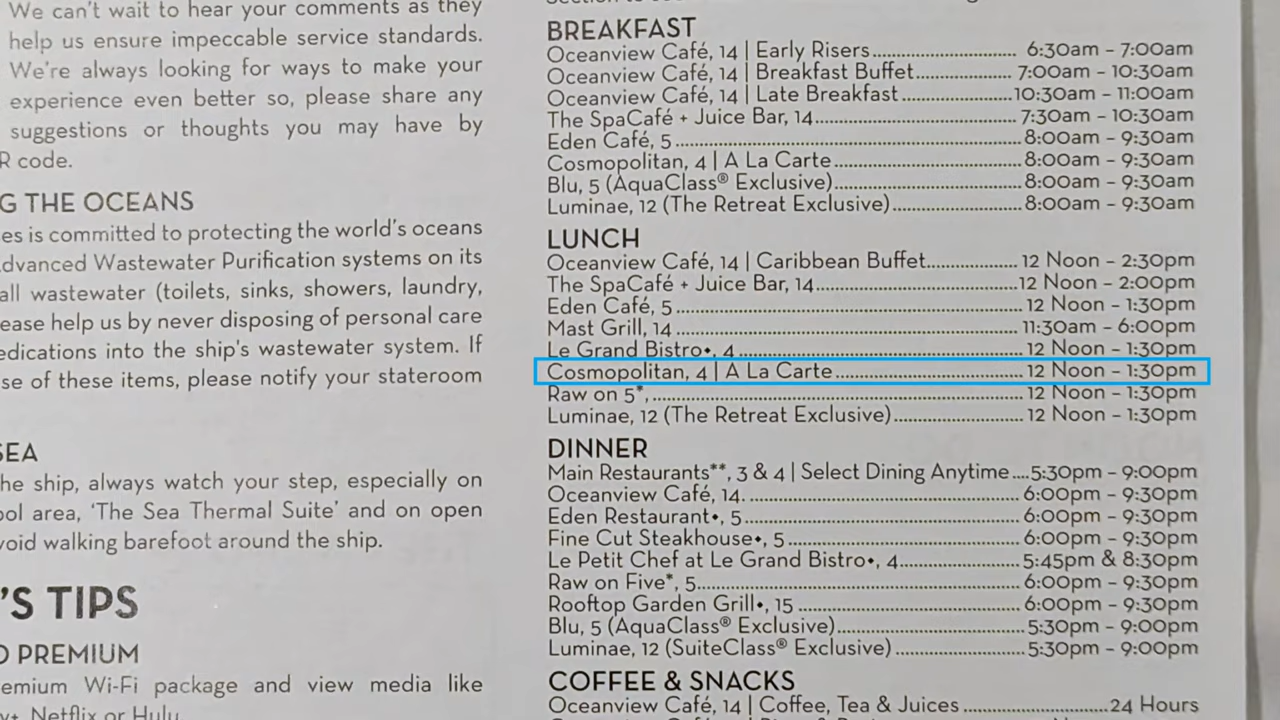 We can't wait to hear your comments as they
help us ensure impeccable service standards.
We're always looking for ways to make your
experience even better so, please share any
suggestions or thoughts you may have by
R code.
G THE OCEANS
es is committed to protecting the world's oceans
dvanced Wastewater Purification systems on its
all wastewater (toilets, sinks, showers, laundry,
ease help us by never disposing of personal care
edications into the ship's wastewater system. If
se of these items, please notify your stateroom
SEA
he ship, always watch your step, especially on
ool area, 'The Sea Thermal Suite' and on open
void walking barefoot around the ship.
'S TIPS
D PREMIUM
emium Wi-Fi package and view media like
y+, Netflix or Hulu
BREAKFAST
Oceanview Café, 14 | Early Risers 6:30am – 7:00am
Oceanview Café, 14 | Breakfast Buffet 7:00am – 10:30am
Oceanview Café, 14 | Late Breakfast 10:30am – 11:00am
The SpaCafé + Juice Bar, 14 7:30am – 10:30am
Eden Café, 5 8:00am – 9:30am
Cosmopolitan, 4 | A La Carte 8:00am – 9:30am
Blu, 5 (AquaClass® Exclusive) 8:00am – 9:30am
Luminae, 12 (The Retreat Exclusive) 8:00am – 9:30am
LUNCH
Oceanview Café, 14 | Caribbean Buffet 12 Noon – 2:30pm
The SpaCafé + Juice Bar, 14 12 Noon – 2:00pm
Eden Café, 5 12 Noon – 1:30pm
Mast Grill, 14 11:30am – 6:00pm
Le Grand Bistro⬩, 4 12 Noon – 1:30pm
Cosmopolitan, 4 | A La Carte 12 Noon – 1:30pm
Raw on 5*, 12 Noon – 1:30pm
Luminae, 12 (The Retreat Exclusive) 12 Noon – 1:30pm
DINNER
Main Restaurants**, 3 & 4 | Select Dining Anytime 5:30pm – 9:00pm
Oceanview Café, 14. 6:00pm – 9:30pm
Eden Restaurant⬩, 5 6:00pm – 9:30pm
Fine Cut Steakhouse⬩, 5 6:00pm – 9:30pm
Le Petit Chef at Le Grand Bistro⬩, 4 5:45pm & 8:30pm
Raw on Five*, 5 6:00pm – 9:30pm
Rooftop Garden Grill⬩, 15 6:00pm – 9:30pm
Blu, 5 (AquaClass® Exclusive) 5:30pm – 9:00pm
Luminae, 12 (SuiteClass® Exclusive) 5:30pm – 9:00pm
COFFEE & SNACKS
Oceanview Café, 14 | Coffee, Tea & Juices 24 Hours